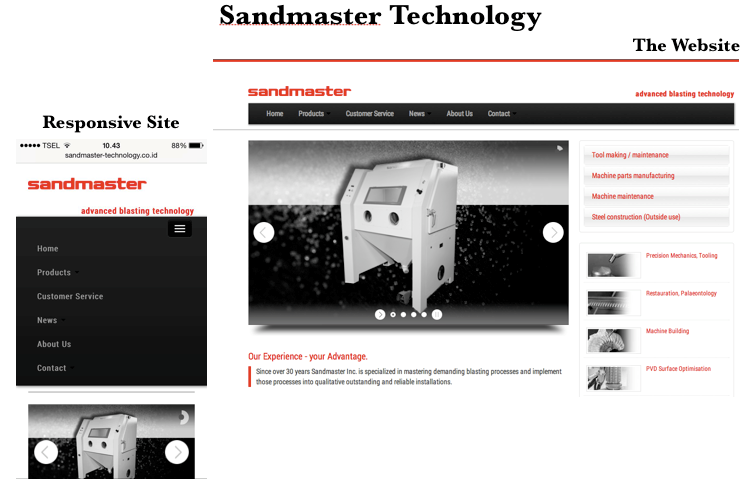 Sandmaster Technology
The Website
Responsive Site
TSEL 10.43 88%
sandmaster-technology.co.id
sandmaster
advanced blasting technology
Home
Products
Customer Service
News
About Us
Contact
sandmaster
advanced blasting technology
Home Products Customer Service News About Us Contact
Tool making / maintenance
Machine parts manufacturing
Machine maintenance
Steel construction (Outside use)
Precision Mechanics, Tooling
Restauration, Palaeontology
Machine Building
PVD Surface Optimisation
Our Experience - your Advantage.
Since over 30 years Sandmaster Inc. is specialized in mastering demanding blasting processes and implement
those processes into qualitative outstanding and reliable installations.